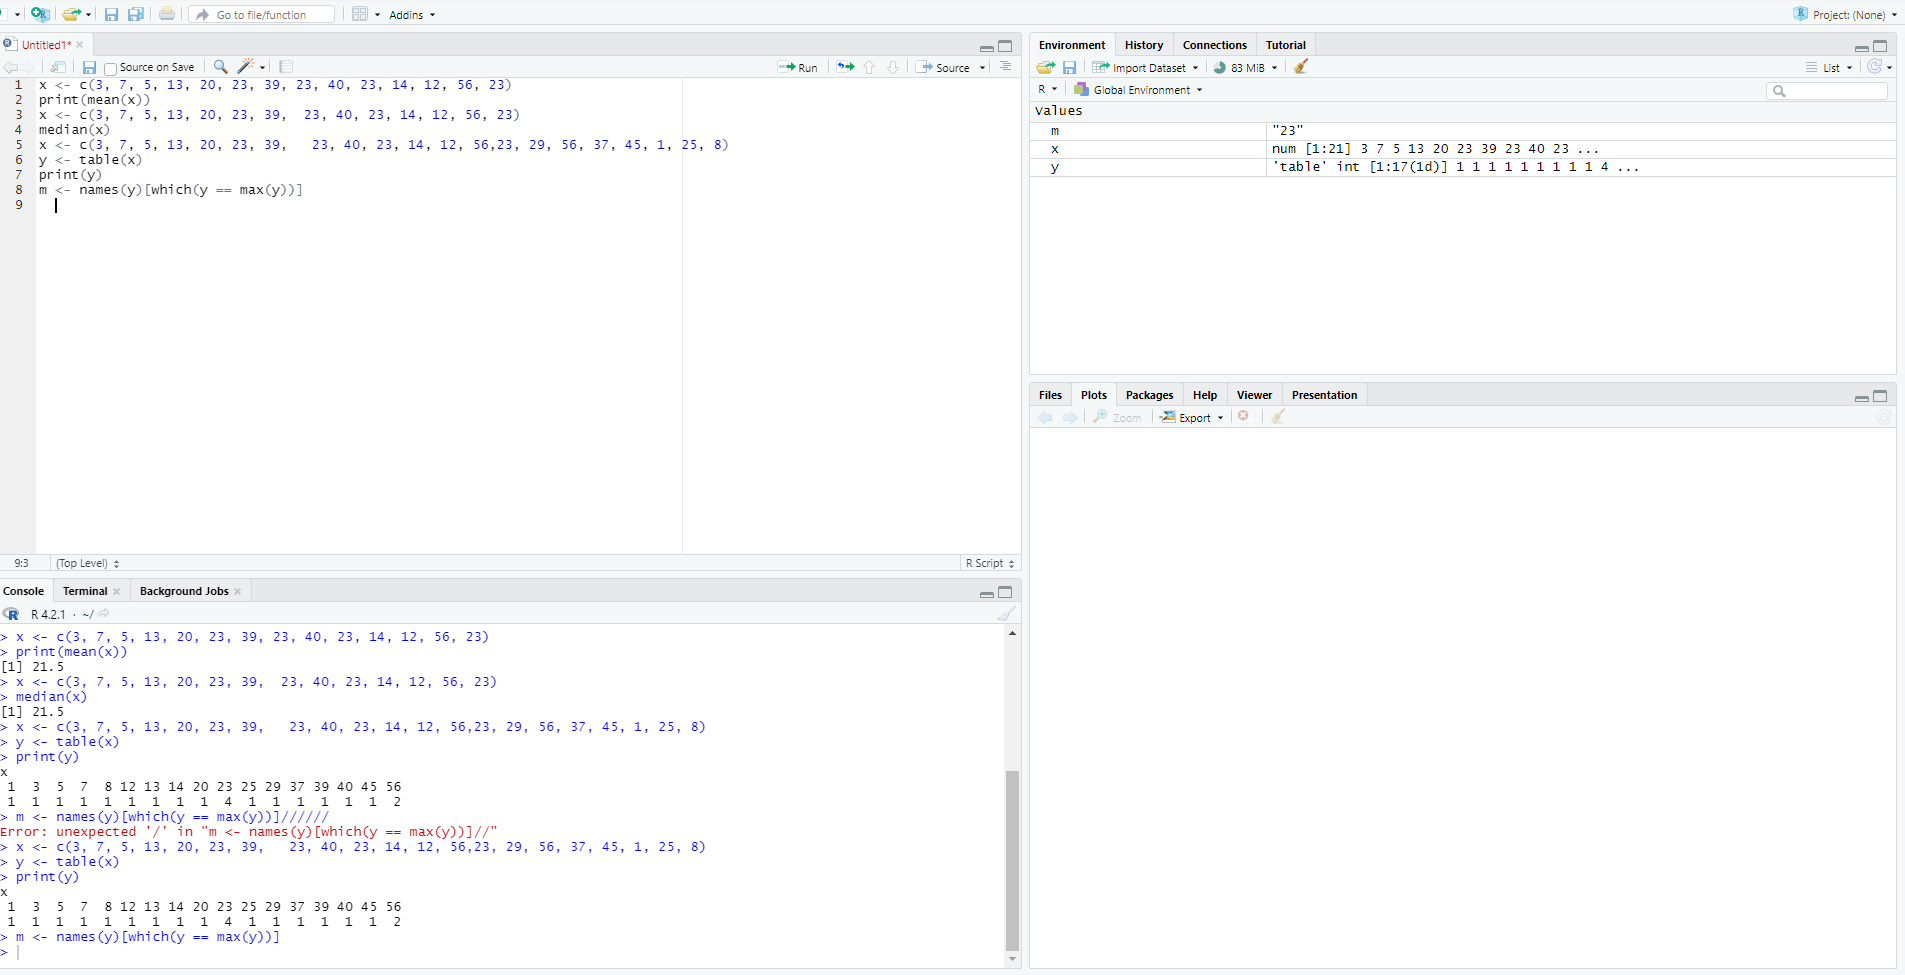 Go to file/function
Addins
Project: (None)
Untitled1*
Source on Save
Run
Source
1 x <- c(3, 7, 5, 13, 20, 23, 39, 23, 40, 23, 14, 12, 56, 23)
2 print(mean(x))
3 x <- c(3, 7, 5, 13, 20, 23, 39,  23, 40, 23, 14, 12, 56, 23)
4 median(x)
5 x <- c(3, 7, 5, 13, 20, 23, 39,   23, 40, 23, 14, 12, 56,23, 29, 56, 37, 45, 1, 25, 8)
6 y <- table(x)
7 print(y)
8 m <- names(y)[which(y == max(y))]
9
9:3 (Top Level) R Script
Console Terminal Background Jobs
R 4.2.1 · ~/
> x <- c(3, 7, 5, 13, 20, 23, 39, 23, 40, 23, 14, 12, 56, 23)
> print(mean(x))
[1] 21.5
> x <- c(3, 7, 5, 13, 20, 23, 39,  23, 40, 23, 14, 12, 56, 23)
> median(x)
[1] 21.5
> x <- c(3, 7, 5, 13, 20, 23, 39,   23, 40, 23, 14, 12, 56,23, 29, 56, 37, 45, 1, 25, 8)
> y <- table(x)
> print(y)
x
 1  3  5  7  8 12 13 14 20 23 25 29 37 39 40 45 56
 1  1  1  1  1  1  1  1  1  4  1  1  1  1  1  1  2
> m <- names(y)[which(y == max(y))]//////
Error: unexpected '/' in "m <- names(y)[which(y == max(y))]//"
> x <- c(3, 7, 5, 13, 20, 23, 39,   23, 40, 23, 14, 12, 56,23, 29, 56, 37, 45, 1, 25, 8)
> y <- table(x)
> print(y)
x
 1  3  5  7  8 12 13 14 20 23 25 29 37 39 40 45 56
 1  1  1  1  1  1  1  1  1  4  1  1  1  1  1  1  2
> m <- names(y)[which(y == max(y))]
>
Environment History Connections Tutorial
Import Dataset 83 MiB List
R Global Environment
Values
m "23"
x num [1:21] 3 7 5 13 20 23 39 23 40 23 ...
y 'table' int [1:17(1d)] 1 1 1 1 1 1 1 1 1 4 ...
Files Plots Packages Help Viewer Presentation
Zoom Export